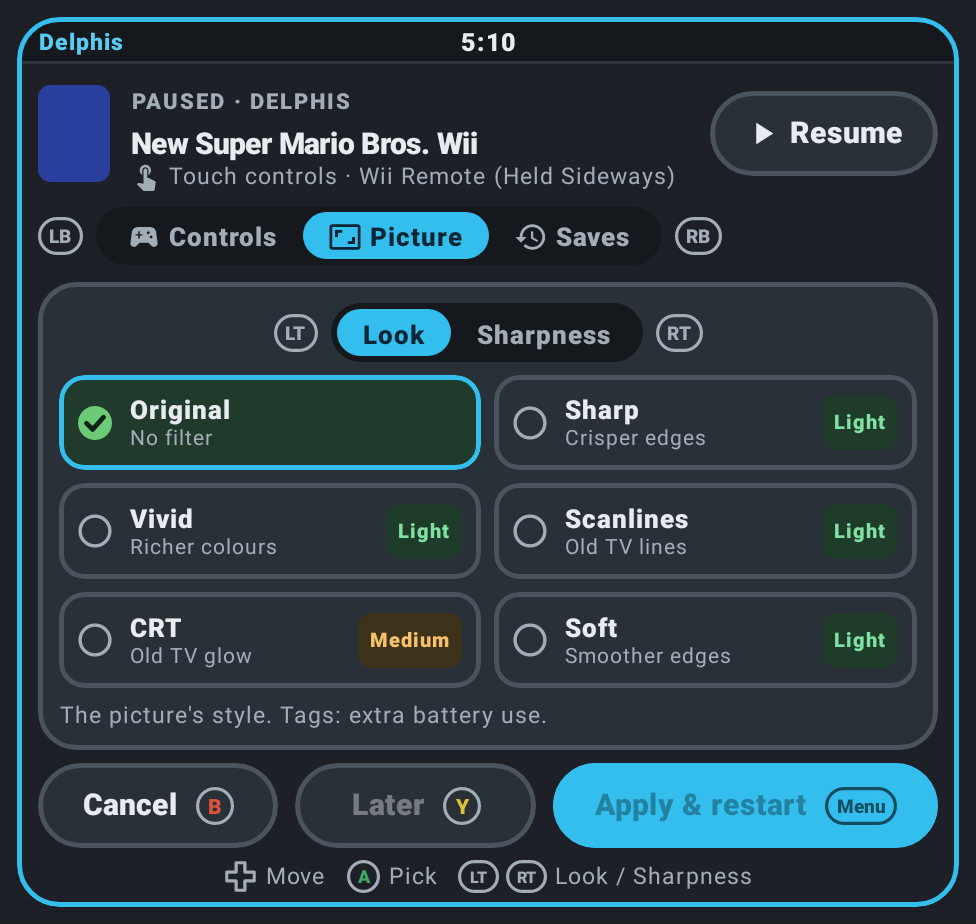 Delphis
5:10
PAUSED · DELPHIS
New Super Mario Bros. Wii
Touch controls · Wii Remote (Held Sideways)
Resume
LB Controls Picture Saves RB
LT Look Sharpness RT
Original
No filter
Sharp
Crisper edges
Light
Vivid
Richer colours
Light
Scanlines
Old TV lines
Light
CRT
Old TV glow
Medium
Soft
Smoother edges
Light
The picture's style. Tags: extra battery use.
Cancel B
Later Y
Apply & restart Menu
Move A Pick LT RT Look / Sharpness